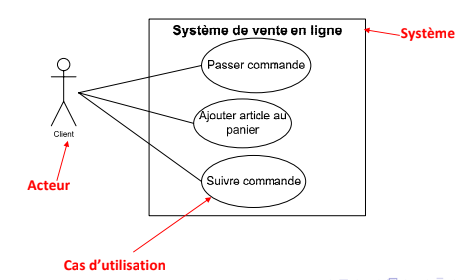 Système de vente en ligne
Système
Passer commande
Ajouter article au
panier
Client
Acteur
Suivre commande
Cas d'utilisation